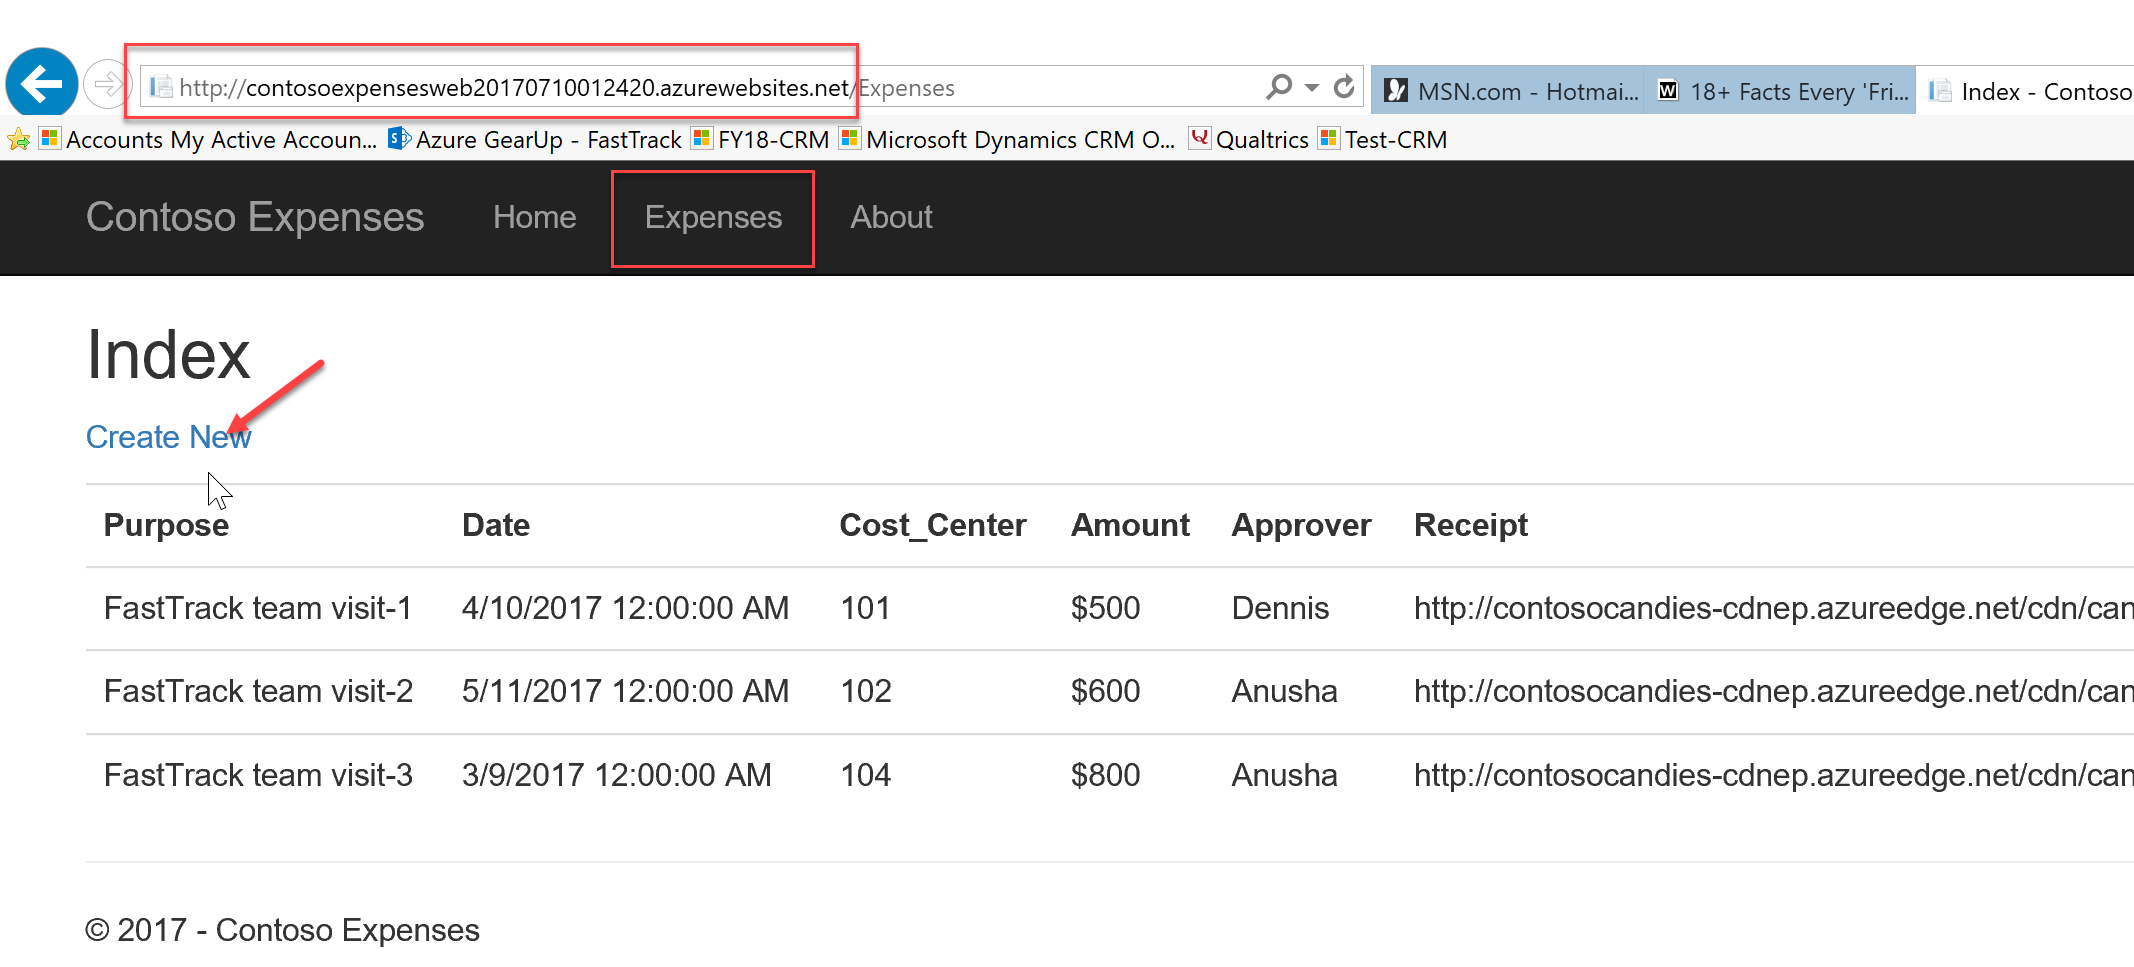 http://contosoexpensesweb20170710012420.azurewebsites.net/Expenses
MSN.com - Hotmai... 18+ Facts Every 'Fri... Index - Contoso
Accounts My Active Accoun... Azure GearUp - FastTrack FY18-CRM Microsoft Dynamics CRM O... Qualtrics Test-CRM
Contoso Expenses Home Expenses About
Index
Create New
Purpose Date Cost_Center Amount Approver Receipt
FastTrack team visit-1 4/10/2017 12:00:00 AM 101 $500 Dennis http://contosocandies-cdnep.azureedge.net/cdn/can
FastTrack team visit-2 5/11/2017 12:00:00 AM 102 $600 Anusha http://contosocandies-cdnep.azureedge.net/cdn/can
FastTrack team visit-3 3/9/2017 12:00:00 AM 104 $800 Anusha http://contosocandies-cdnep.azureedge.net/cdn/can
© 2017 - Contoso Expenses